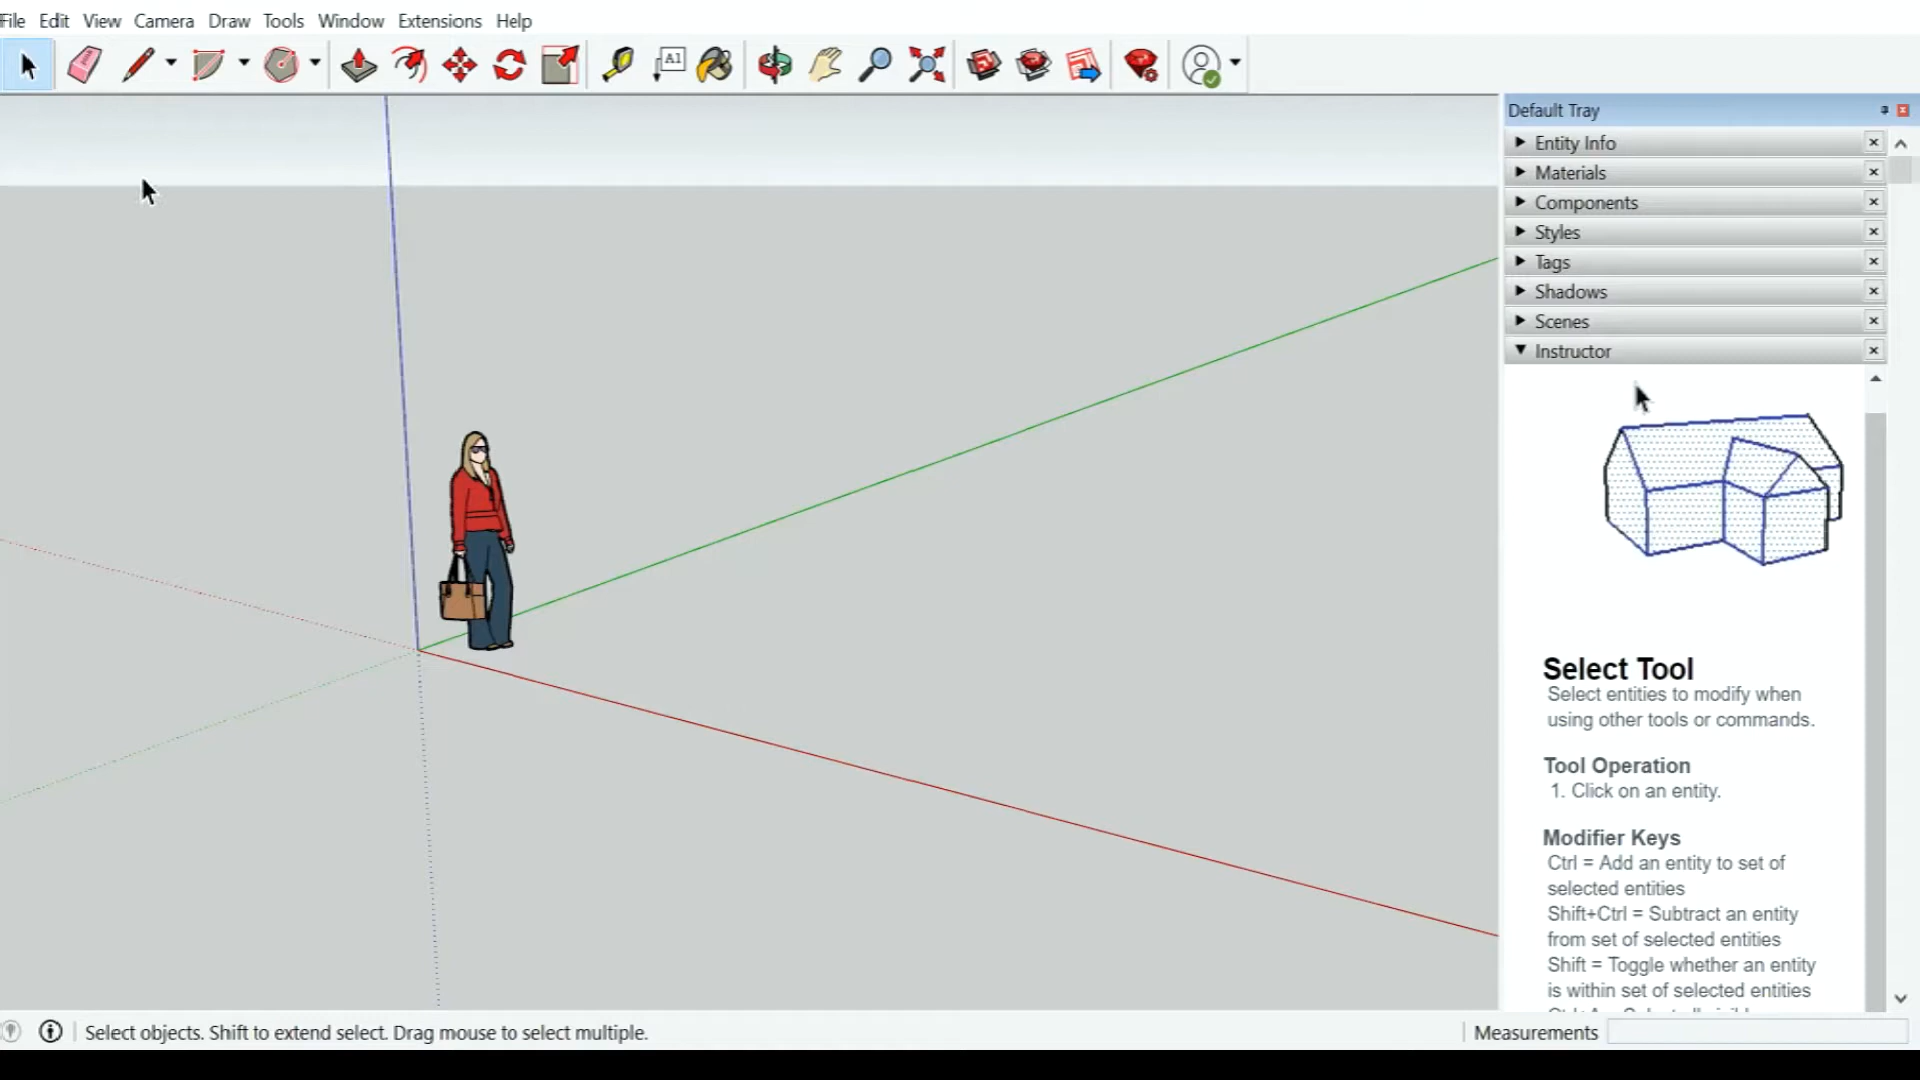 File Edit View Camera Draw Tools Window Extensions Help
A1
Default Tray
Entity Info
Materials
Components
Styles
Tags
Shadows
Scenes
Instructor
Select Tool
Select entities to modify when
using other tools or commands.
Tool Operation
1. Click on an entity.
Modifier Keys
Ctrl = Add an entity to set of
selected entities
Shift+Ctrl = Subtract an entity
from set of selected entities
Shift = Toggle whether an entity
is within set of selected entities
Select objects. Shift to extend select. Drag mouse to select multiple.
Measurements